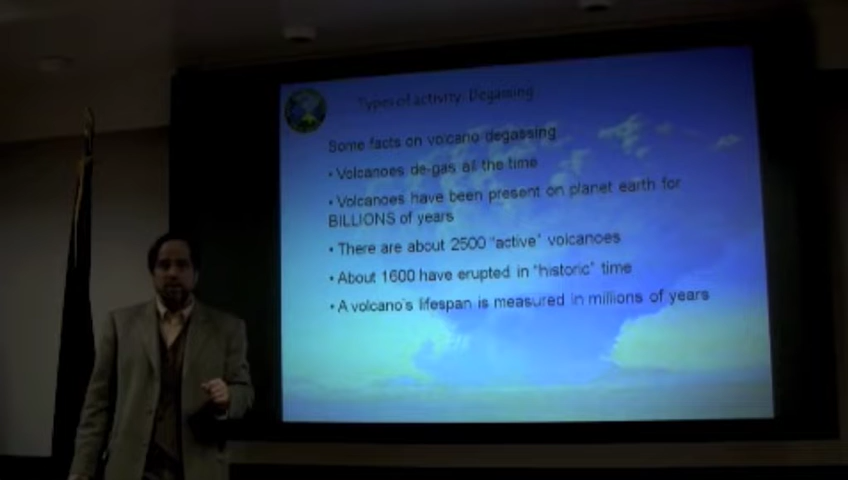 Types of activity: Degassing
Some facts on volcano degassing
• Volcanoes de-gas all the time
• Volcanoes have been present on planet earth for
BILLIONS of years
• There are about 2500 "active" volcanoes
• About 1600 have erupted in "historic" time
• A volcano's lifespan is measured in millions of years